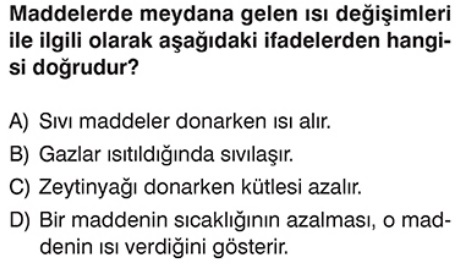 Maddelerde meydana gelen ısı değişimleri
ile ilgili olarak aşağıdaki ifadelerden hangi-
si doğrudur?
A) Sıvı maddeler donarken ısı alır.
B) Gazlar ısıtıldığında sıvılaşır.
C) Zeytinyağı donarken kütlesi azalır.
D) Bir maddenin sıcaklığının azalması, o mad-
denin ısı verdiğini gösterir.